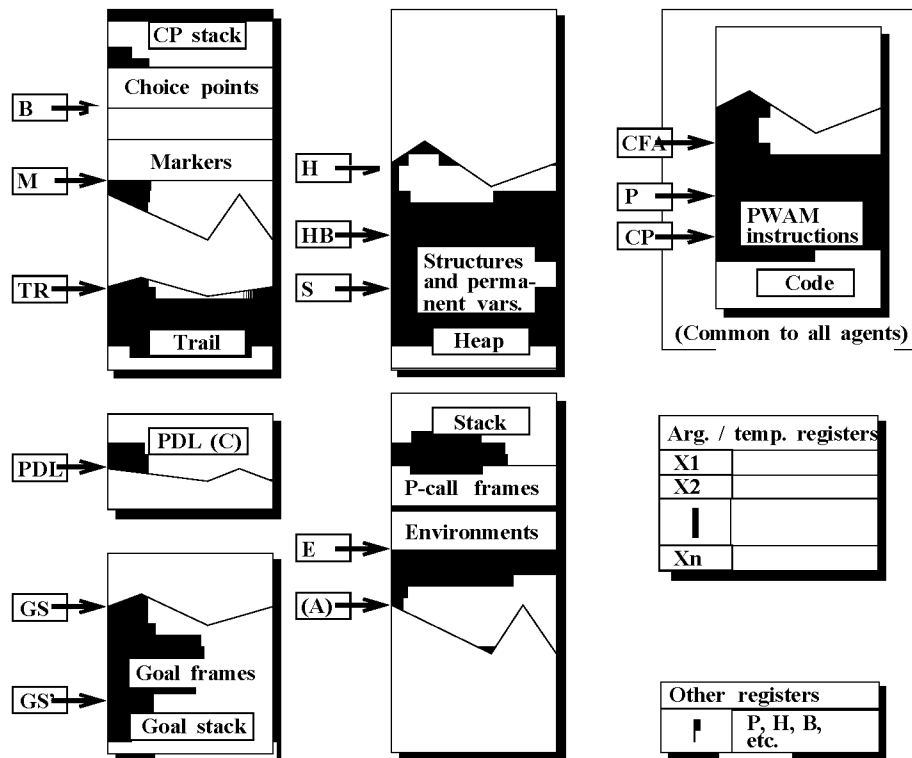 CP stack
Choice points
B
Markers
M
TR
Trail
H
HB
S
Structures
and perma-
nent vars.
Heap
CFA
P
CP
PWAM
instructions
Code
(Common to all agents)
PDL (C)
PDL
Stack
P-call frames
Environments
E
(A)
Arg. / temp. registers
X1
X2
Xn
GS
Goal frames
GS'
Goal stack
Other registers
P, H, B,
etc.